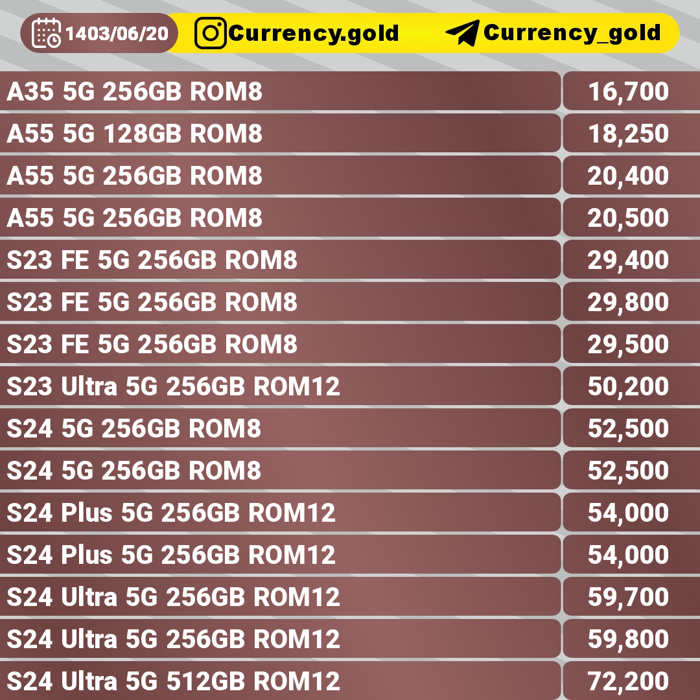 1403/06/20 Currency.gold Currency_gold
A35 5G 256GB ROM8 16,700
A55 5G 128GB ROM8 18,250
A55 5G 256GB ROM8 20,400
A55 5G 256GB ROM8 20,500
S23 FE 5G 256GB ROM8 29,400
S23 FE 5G 256GB ROM8 29,800
S23 FE 5G 256GB ROM8 29,500
S23 Ultra 5G 256GB ROM12 50,200
S24 5G 256GB ROM8 52,500
S24 5G 256GB ROM8 52,500
S24 Plus 5G 256GB ROM12 54,000
S24 Plus 5G 256GB ROM12 54,000
S24 Ultra 5G 256GB ROM12 59,700
S24 Ultra 5G 256GB ROM12 59,800
S24 Ultra 5G 512GB ROM12 72,200